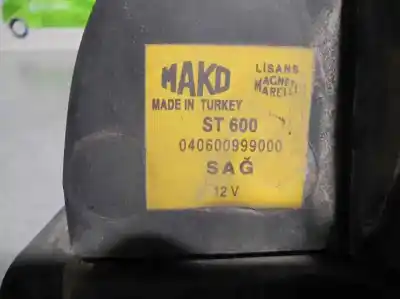 MAKO
LİSANS
MAGNETI
MARELLI
MADE IN TURKEY
ST 600
040600999000
SAĞ
12 V